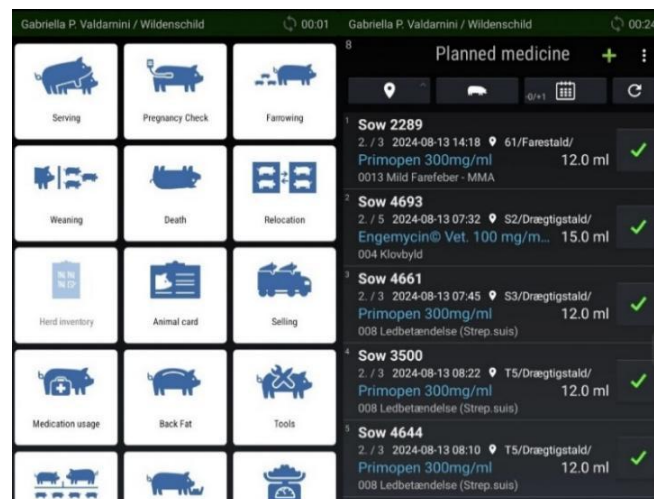 Gabriella P. Valdarnini / Wildenschild 00:01
Serving
Pregnancy Check
Farrowing
Weaning
Death
Relocation
Herd inventory
Animal card
Selling
Medication usage
Back Fat
Tools
Gabriella P. Valdarnini / Wildenschild 00:24
8
Planned medicine
-0/+1
1 Sow 2289
2. / 3 2024-08-13 14:18 61/Farestald/
Primopen 300mg/ml 12.0 ml
0013 Mild Farefeber - MMA
2 Sow 4693
2. / 5 2024-08-13 07:32 S2/Drægtigstald/
Engemycin© Vet. 100 mg/m... 15.0 ml
004 Klovbyld
3 Sow 4661
2. / 3 2024-08-13 07:45 S3/Drægtigstald/
Primopen 300mg/ml 12.0 ml
008 Ledbetændelse (Strep.suis)
4 Sow 3500
2. / 3 2024-08-13 08:22 T5/Drægtigstald/
Primopen 300mg/ml 12.0 ml
008 Ledbetændelse (Strep.suis)
5 Sow 4644
2. / 3 2024-08-13 08:10 T5/Drægtigstald/
Primopen 300mg/ml 12.0 ml
008 Ledbetændelse (Strep.suis)